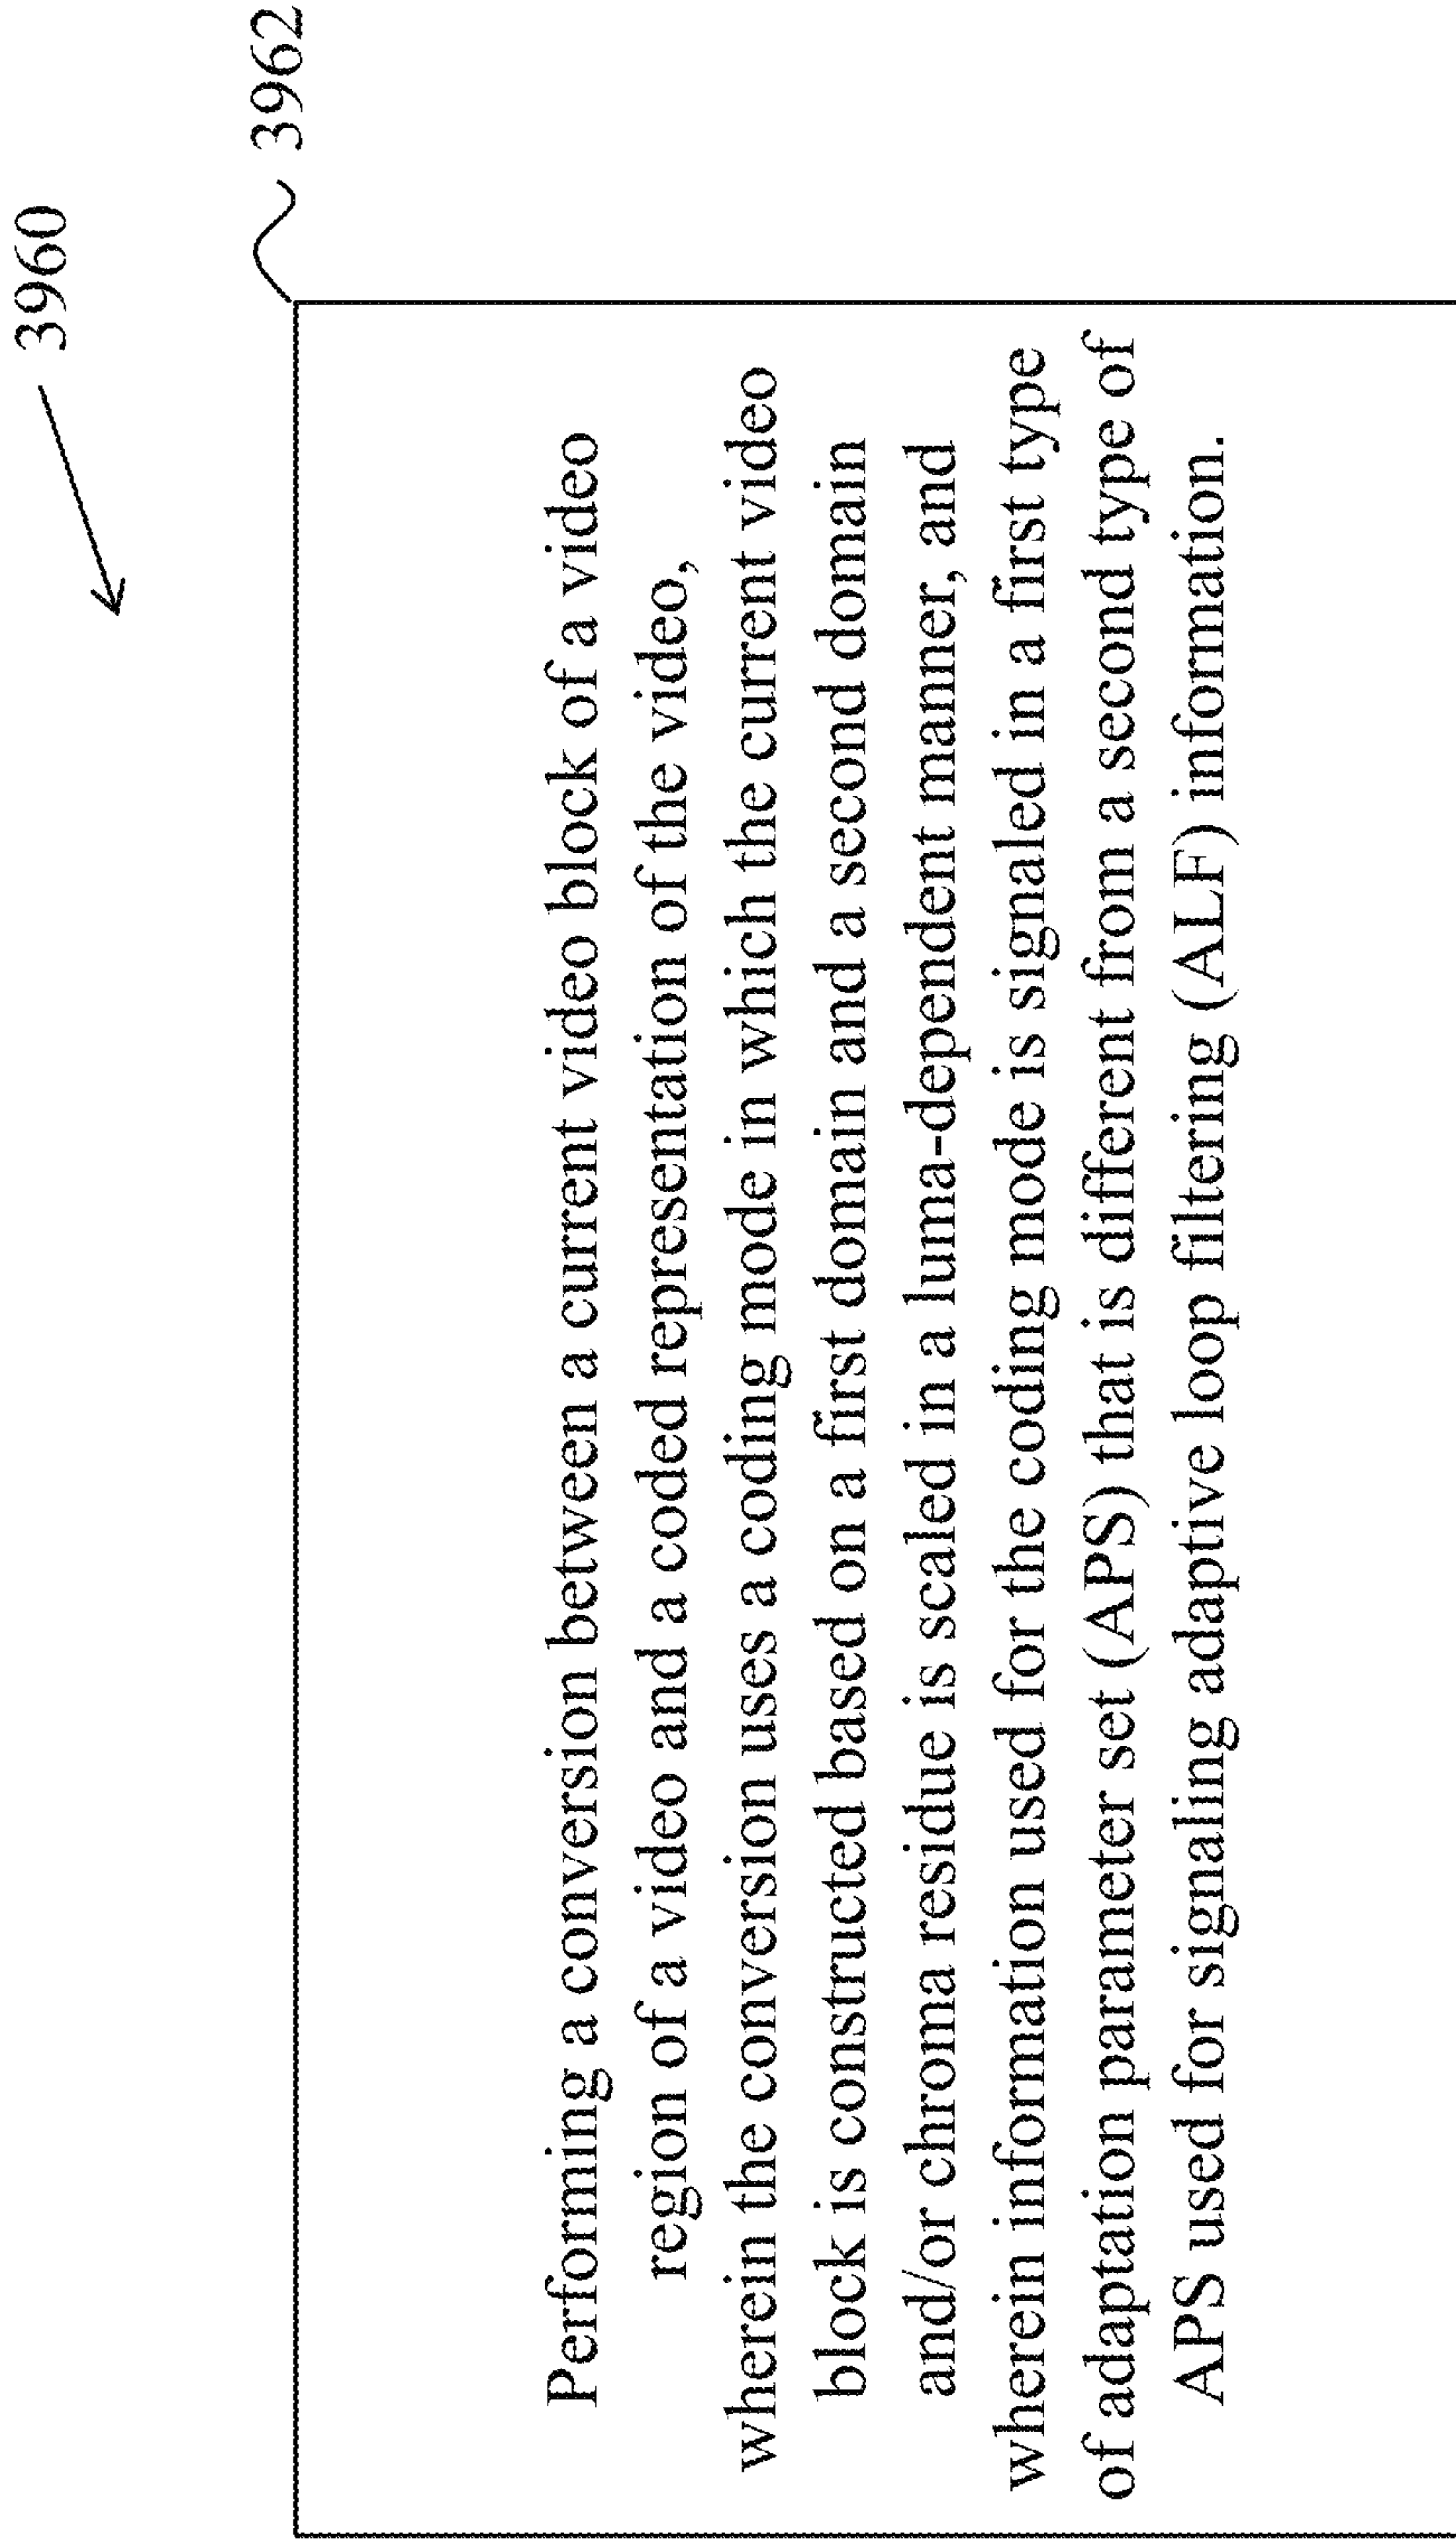 3960
3962
Performing a conversion between a current video block of a video
region of a video and a coded representation of the video,
wherein the conversion uses a coding mode in which the current video
block is constructed based on a first domain and a second domain
and/or chroma residue is scaled in a luma-dependent manner, and
wherein information used for the coding mode is signaled in a first type
of adaptation parameter set (APS) that is different from a second type of
APS used for signaling adaptive loop filtering (ALF) information.